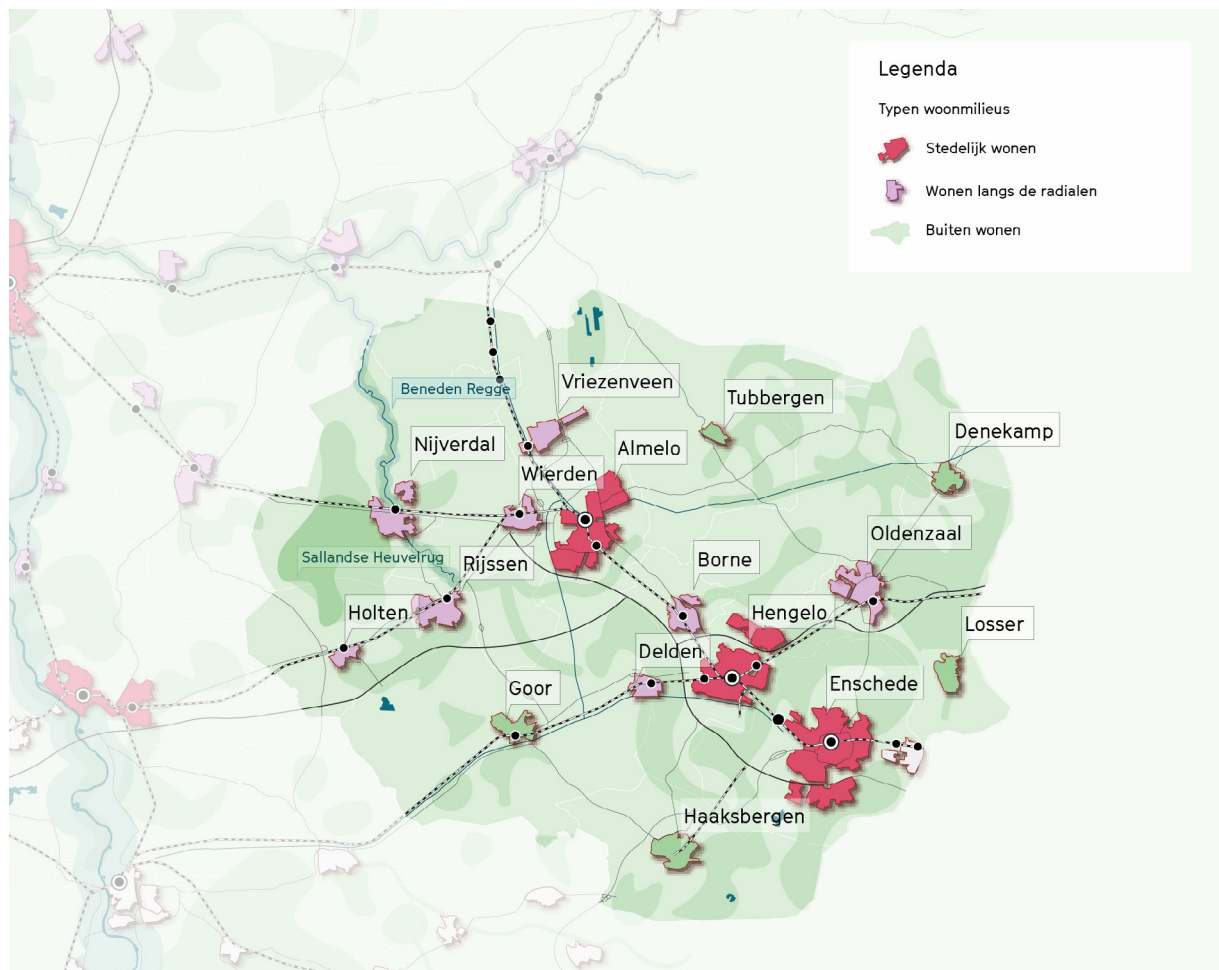 Legenda
Typen woonmilieus
Stedelijk wonen
Wonen langs de radialen
Buiten wonen
Vriezenveen
Beneden Regge
Tubbergen
Denekamp
Nijverdal
Almelo
Wierden
Oldenzaal
Sallandse Heuvelrug
Rijssen
Borne
Holten
Hengelo
Losser
Delden
Goor
Enschede
Haaksbergen